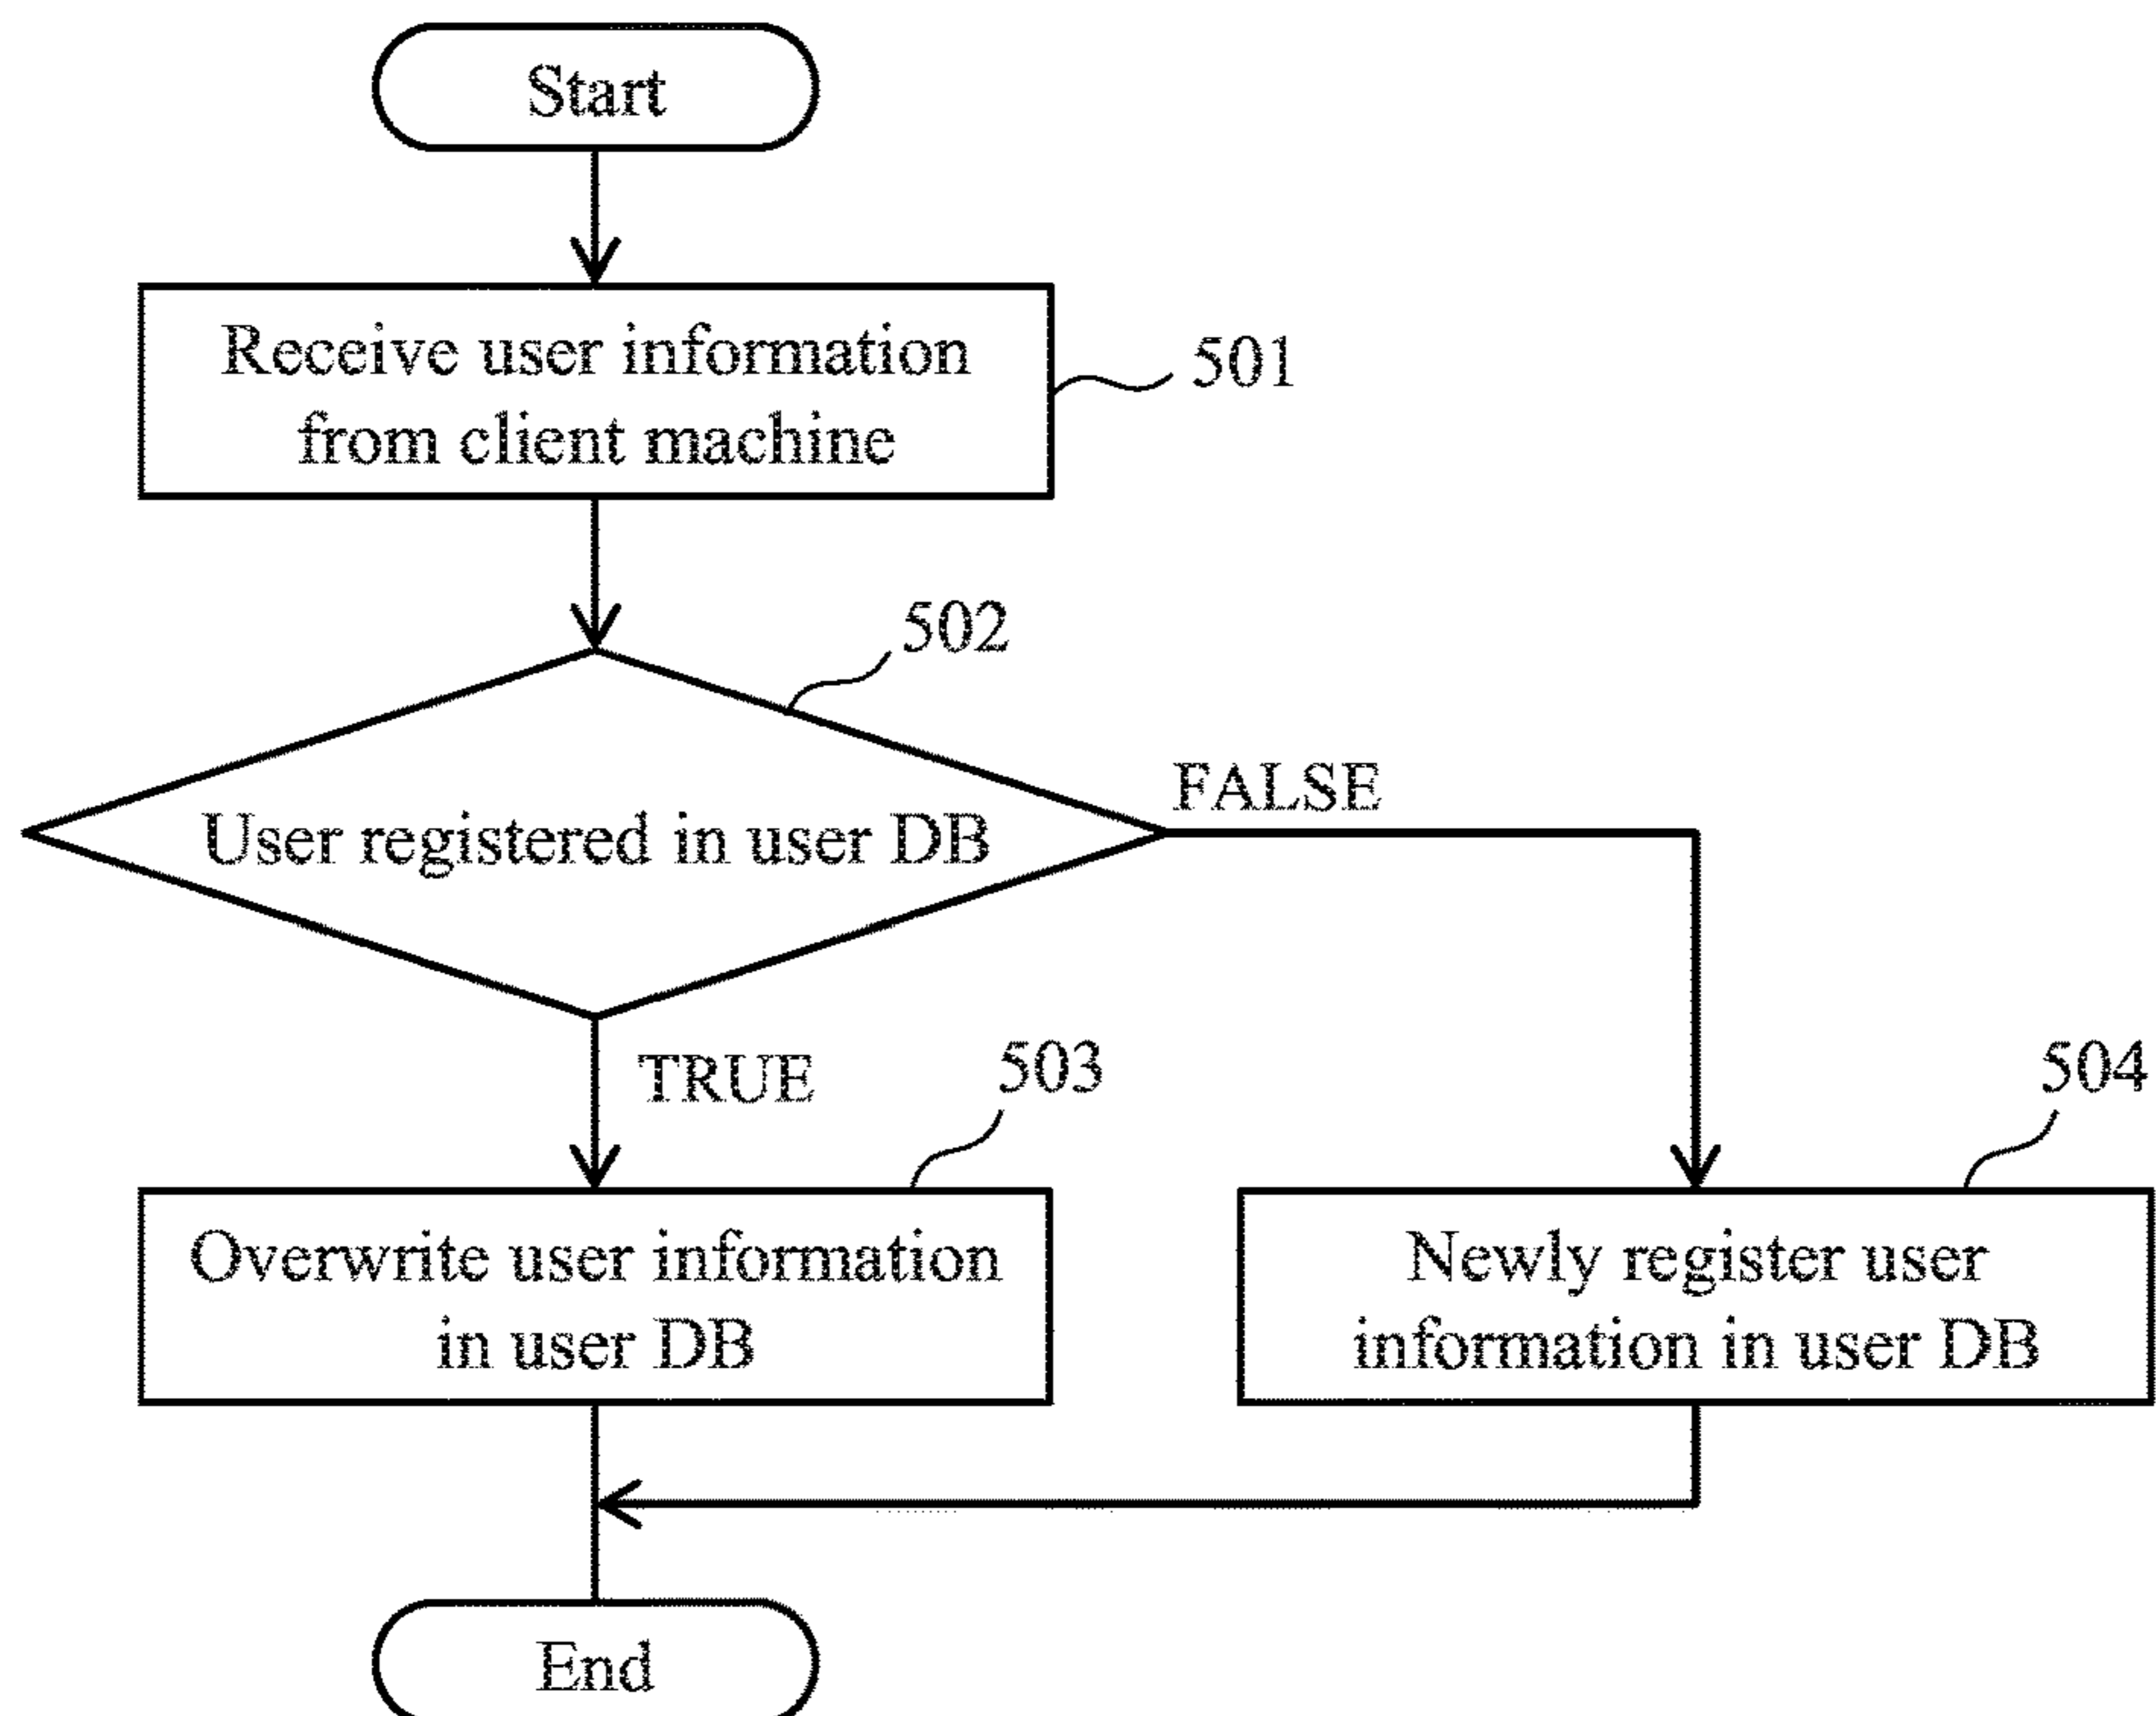 Start
Receive user information
from client machine
501
502
User registered in user DB
FALSE
TRUE
503
504
Overwrite user information
in user DB
Newly register user
information in user DB
End